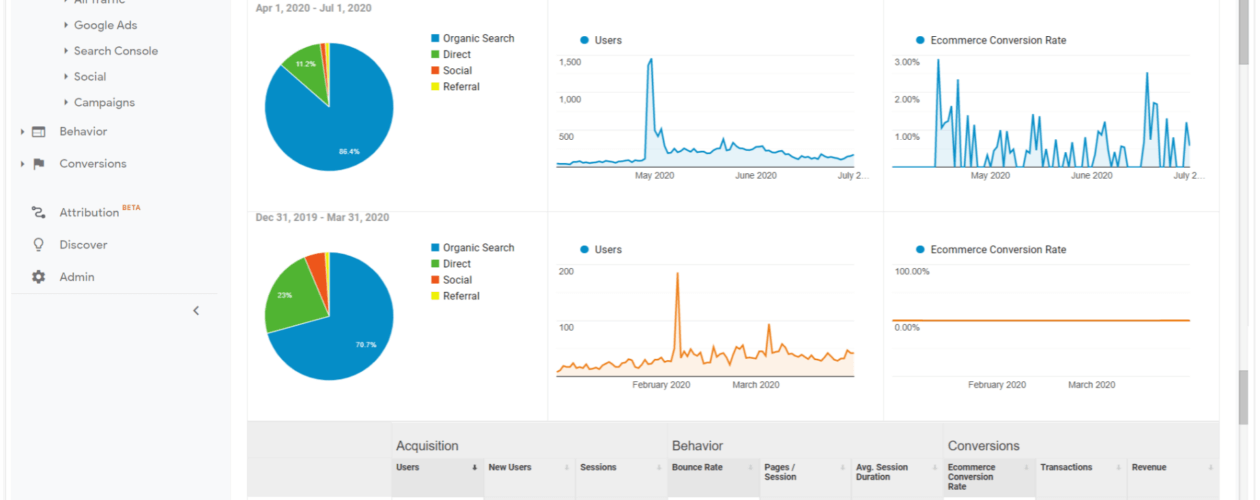 All Traffic
Google Ads
Search Console
Social
Campaigns
Behavior
Conversions
Attribution BETA
Discover
Admin
Apr 1, 2020 - Jul 1, 2020
11.2%
86.4%
Organic Search
Direct
Social
Referral
Users
1,500
1,000
500
May 2020
June 2020
July 2...
Ecommerce Conversion Rate
3.00%
2.00%
1.00%
May 2020
June 2020
July 2...
Dec 31, 2019 - Mar 31, 2020
23%
70.7%
Organic Search
Direct
Social
Referral
Users
200
100
February 2020
March 2020
Ecommerce Conversion Rate
100.00%
0.00%
February 2020
March 2020
Acquisition
Behavior
Conversions
Users
New Users
Sessions
Bounce Rate
Pages /
Session
Avg. Session
Duration
Ecommerce
Conversion
Rate
Transactions
Revenue